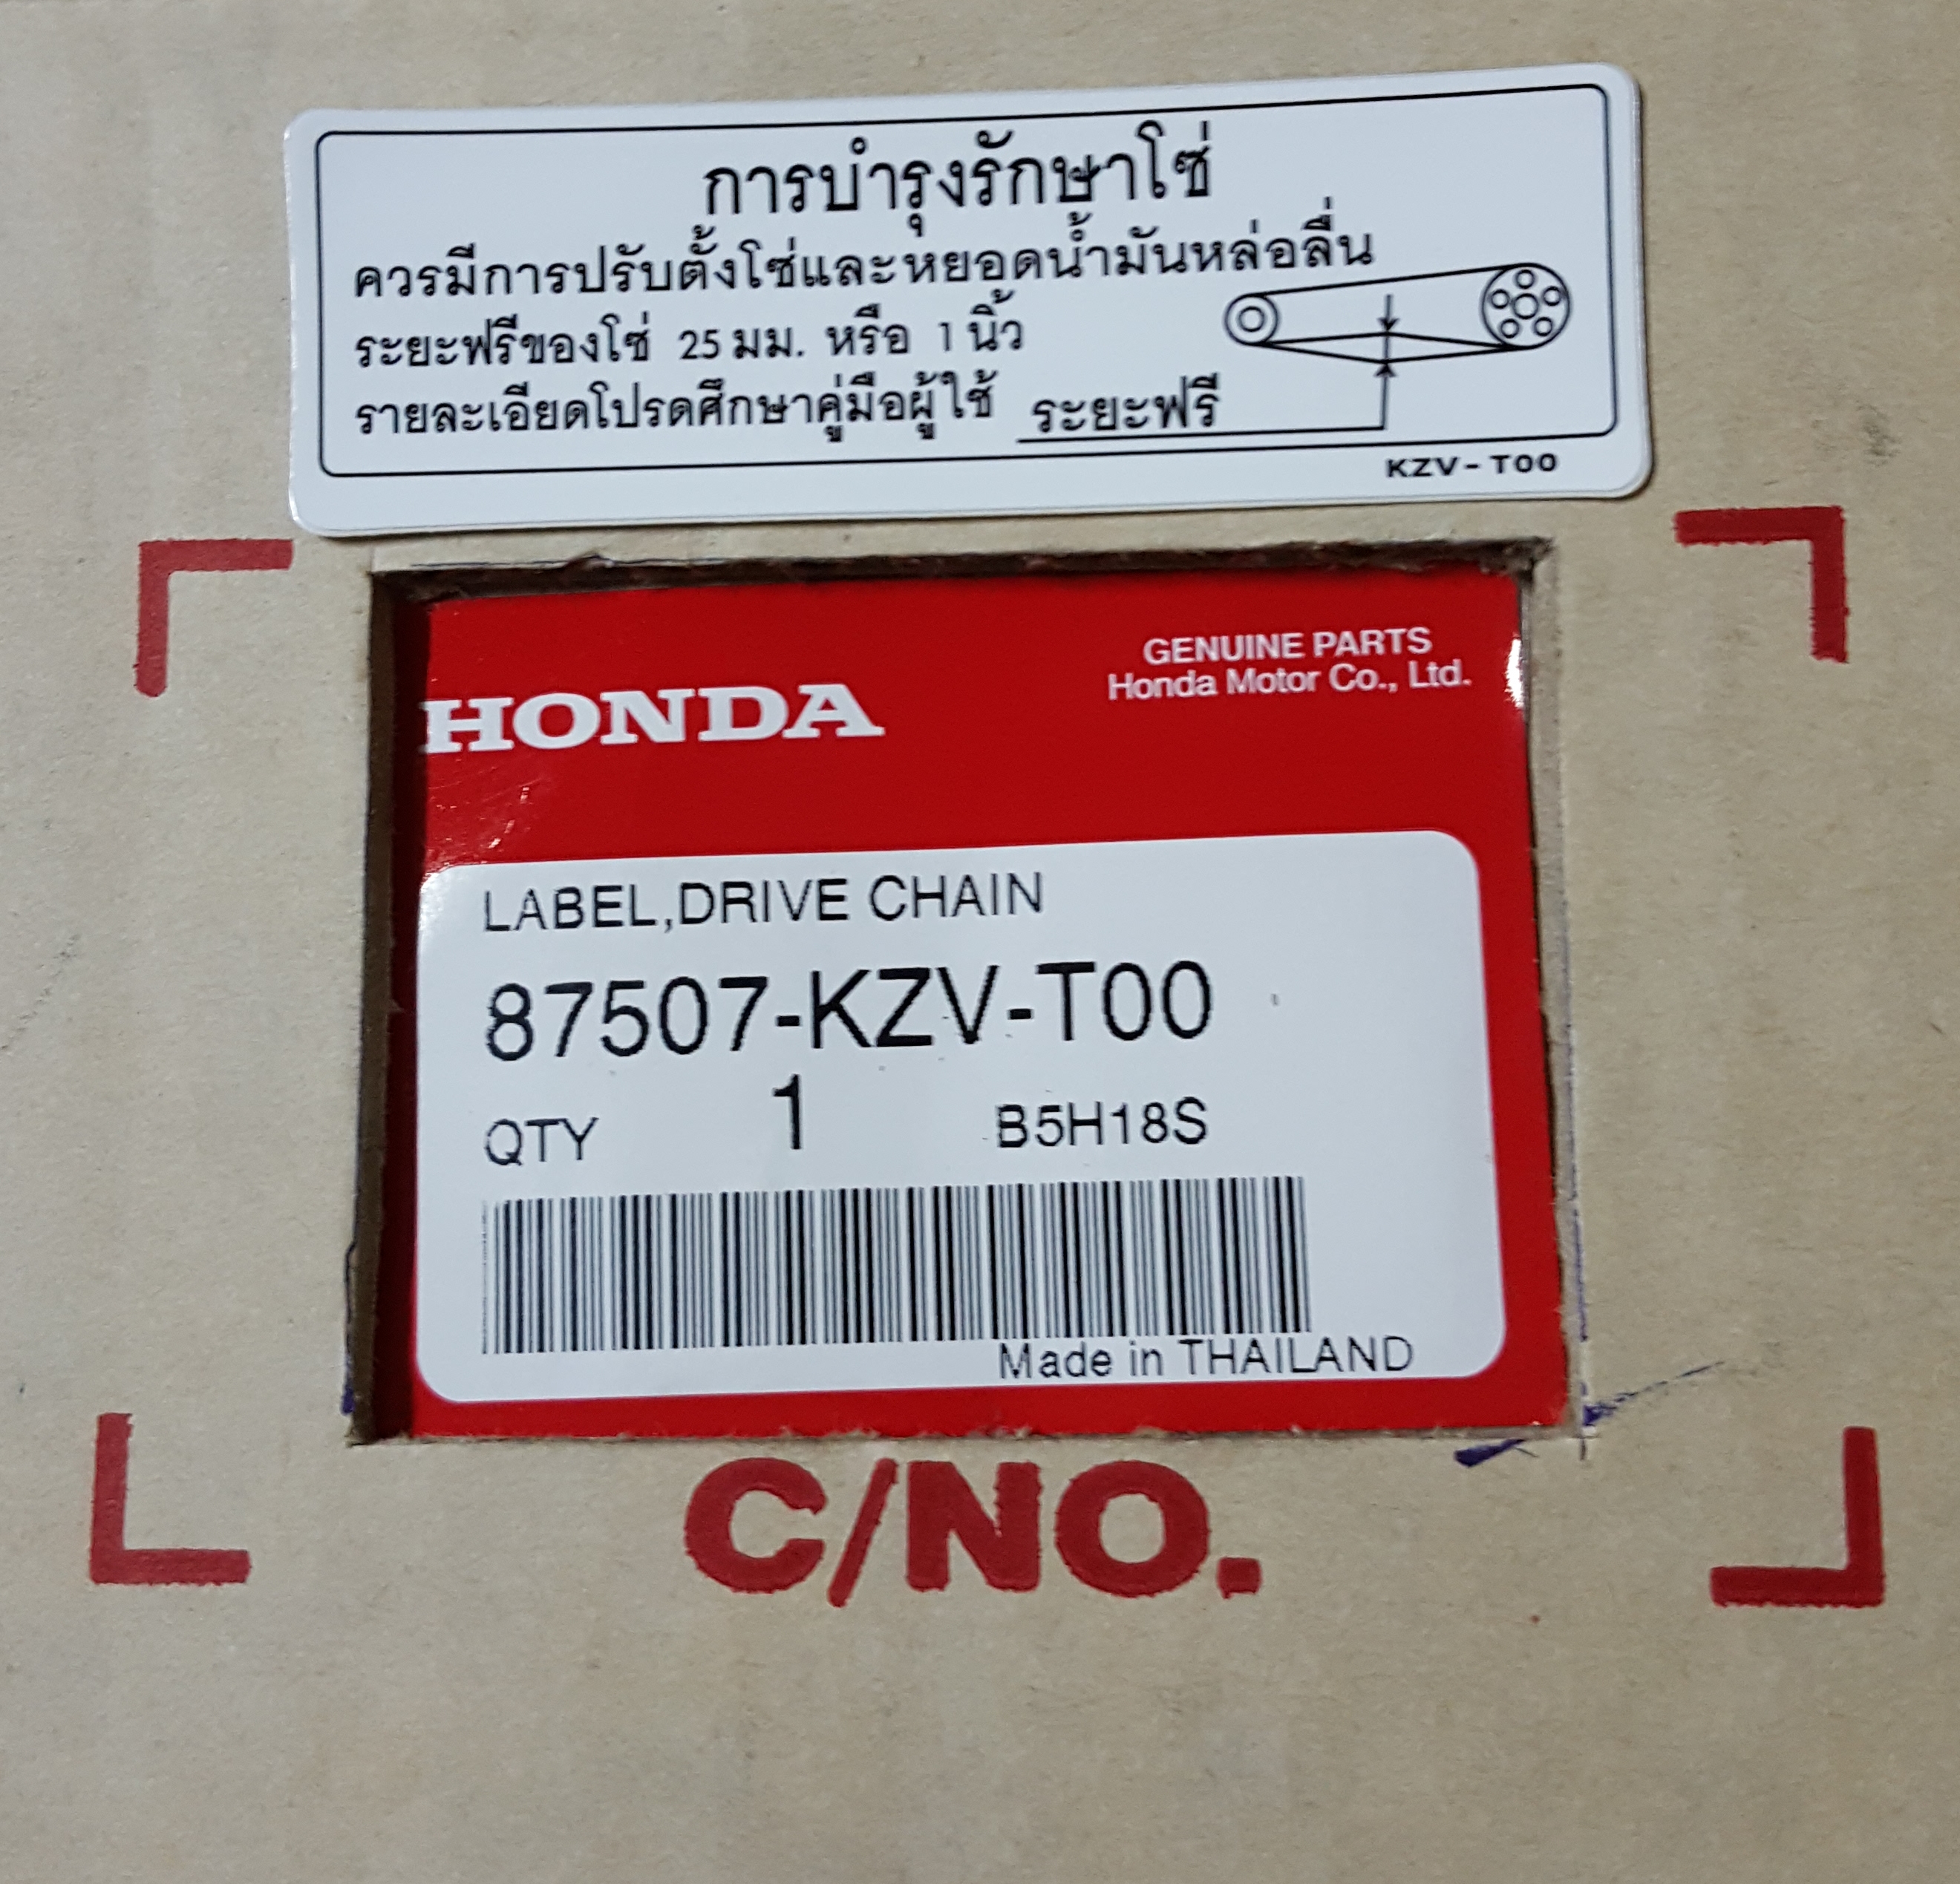 การบำรุงรักษาโซ่
ควรมีการปรับตั้งโซ่และหยอดน้ำมันหล่อลื่น
ระยะฟรีของโซ่ 25 มม. หรือ 1 นิ้ว
รายละเอียดโปรดศึกษาคู่มือผู้ใช้ ระยะฟรี
KZV-T00
GENUINE PARTS
Honda Motor Co., Ltd.
HONDA
LABEL,DRIVE CHAIN
87507-KZV-T00
QTY 1 B5H18S
Made in THAILAND
C/NO.